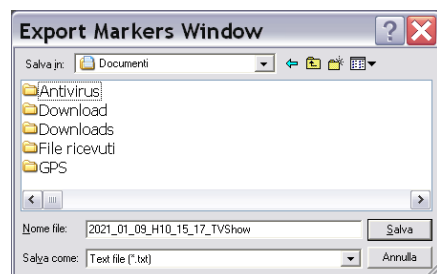 Export Markers Window
Salva in: Documenti
Antivirus
Download
Downloads
File ricevuti
GPS
Nome file: 2021_01_09_H10_15_17_TVShow Salva
Salva come: Text file (*.txt) Annulla